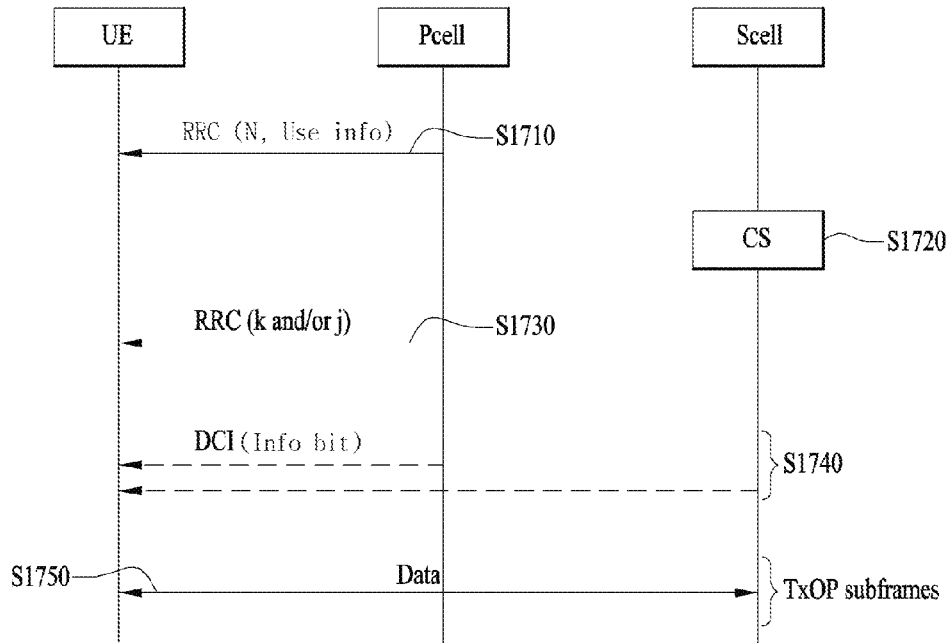 UE
Pcell
Scell
RRC (N, Use info)
S1710
CS
S1720
RRC (k and/or j)
S1730
DCI (Info bit)
S1740
S1750
Data
TxOP subframes